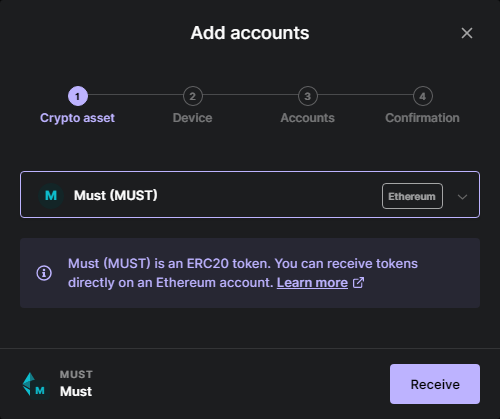 Add accounts
1 2 3 4
Crypto asset Device Accounts Confirmation
M Must (MUST) Ethereum
Must (MUST) is an ERC20 token. You can receive tokens
directly on an Ethereum account. Learn more
MUST
M Must
Receive